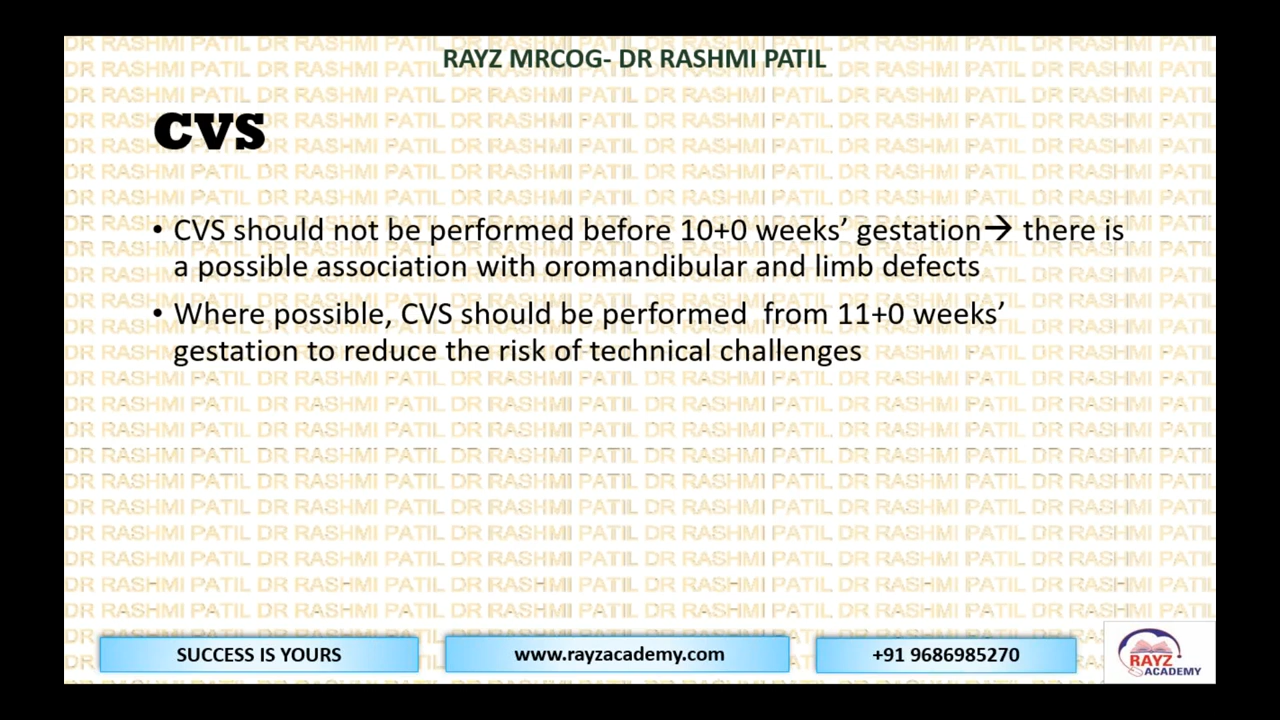 RAYZ MRCOG- DR RASHMI PATIL
CVS
• CVS should not be performed before 10+0 weeks’ gestation→ there is
a possible association with oromandibular and limb defects
• Where possible, CVS should be performed  from 11+0 weeks’
gestation to reduce the risk of technical challenges
SUCCESS IS YOURS
www.rayzacademy.com
+91 9686985270
RAYZ
ACADEMY
DR RASHMI PATIL